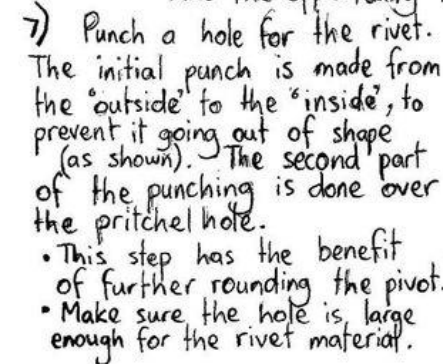 7) Punch a hole for the rivet.
The initial punch is made from
the "outside" to the "inside", to
prevent it going out of shape
(as shown). The second part
of the punching is done over
the pritchel hole.
• This step has the benefit
of further rounding the pivot.
• Make sure the hole is large
enough for the rivet material.